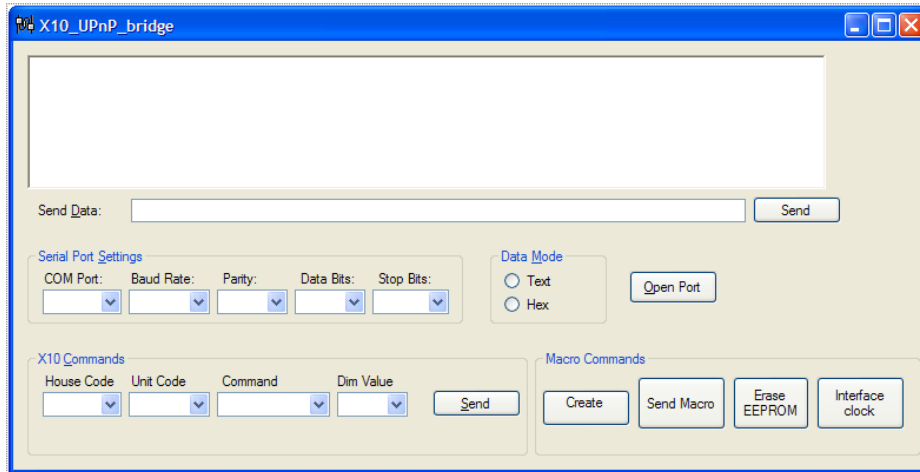 X10_UPnP_bridge
Send Data:
Send
Serial Port Settings
COM Port: Baud Rate: Parity: Data Bits: Stop Bits:
Data Mode
Text
Hex
Open Port
X10 Commands
House Code Unit Code Command Dim Value
Send
Macro Commands
Create
Send Macro
Erase
EEPROM
Interface
clock